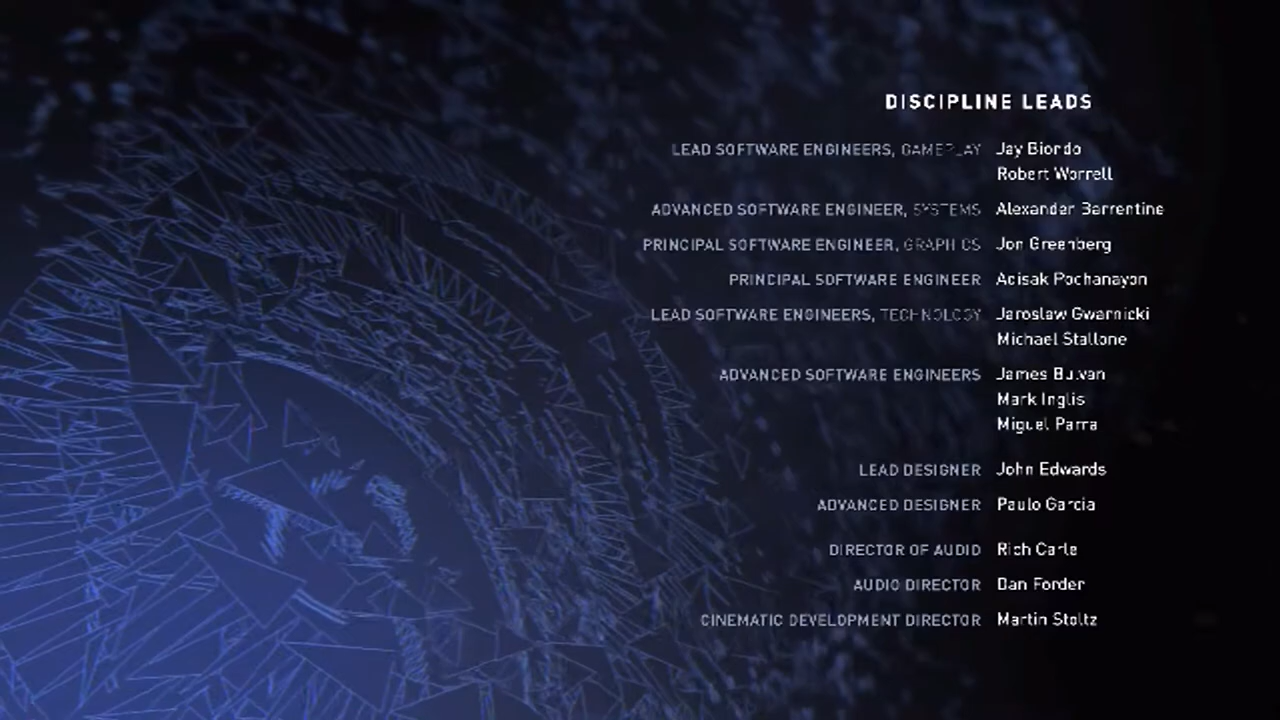 DISCIPLINE LEADS
LEAD SOFTWARE ENGINEERS, GAMEPLAY Jay Biondo
Robert Worrell
ADVANCED SOFTWARE ENGINEER, SYSTEMS Alexander Barrentine
PRINCIPAL SOFTWARE ENGINEER, GRAPHICS Jon Greenberg
PRINCIPAL SOFTWARE ENGINEER Adisak Pochanayon
LEAD SOFTWARE ENGINEERS, TECHNOLOGY Jaroslaw Gwarnicki
Michael Stallone
ADVANCED SOFTWARE ENGINEERS James Bulvan
Mark Inglis
Miguel Parra
LEAD DESIGNER John Edwards
ADVANCED DESIGNER Paulo Garcia
DIRECTOR OF AUDIO Rich Carle
AUDIO DIRECTOR Dan Forden
CINEMATIC DEVELOPMENT DIRECTOR Martin Stoltz